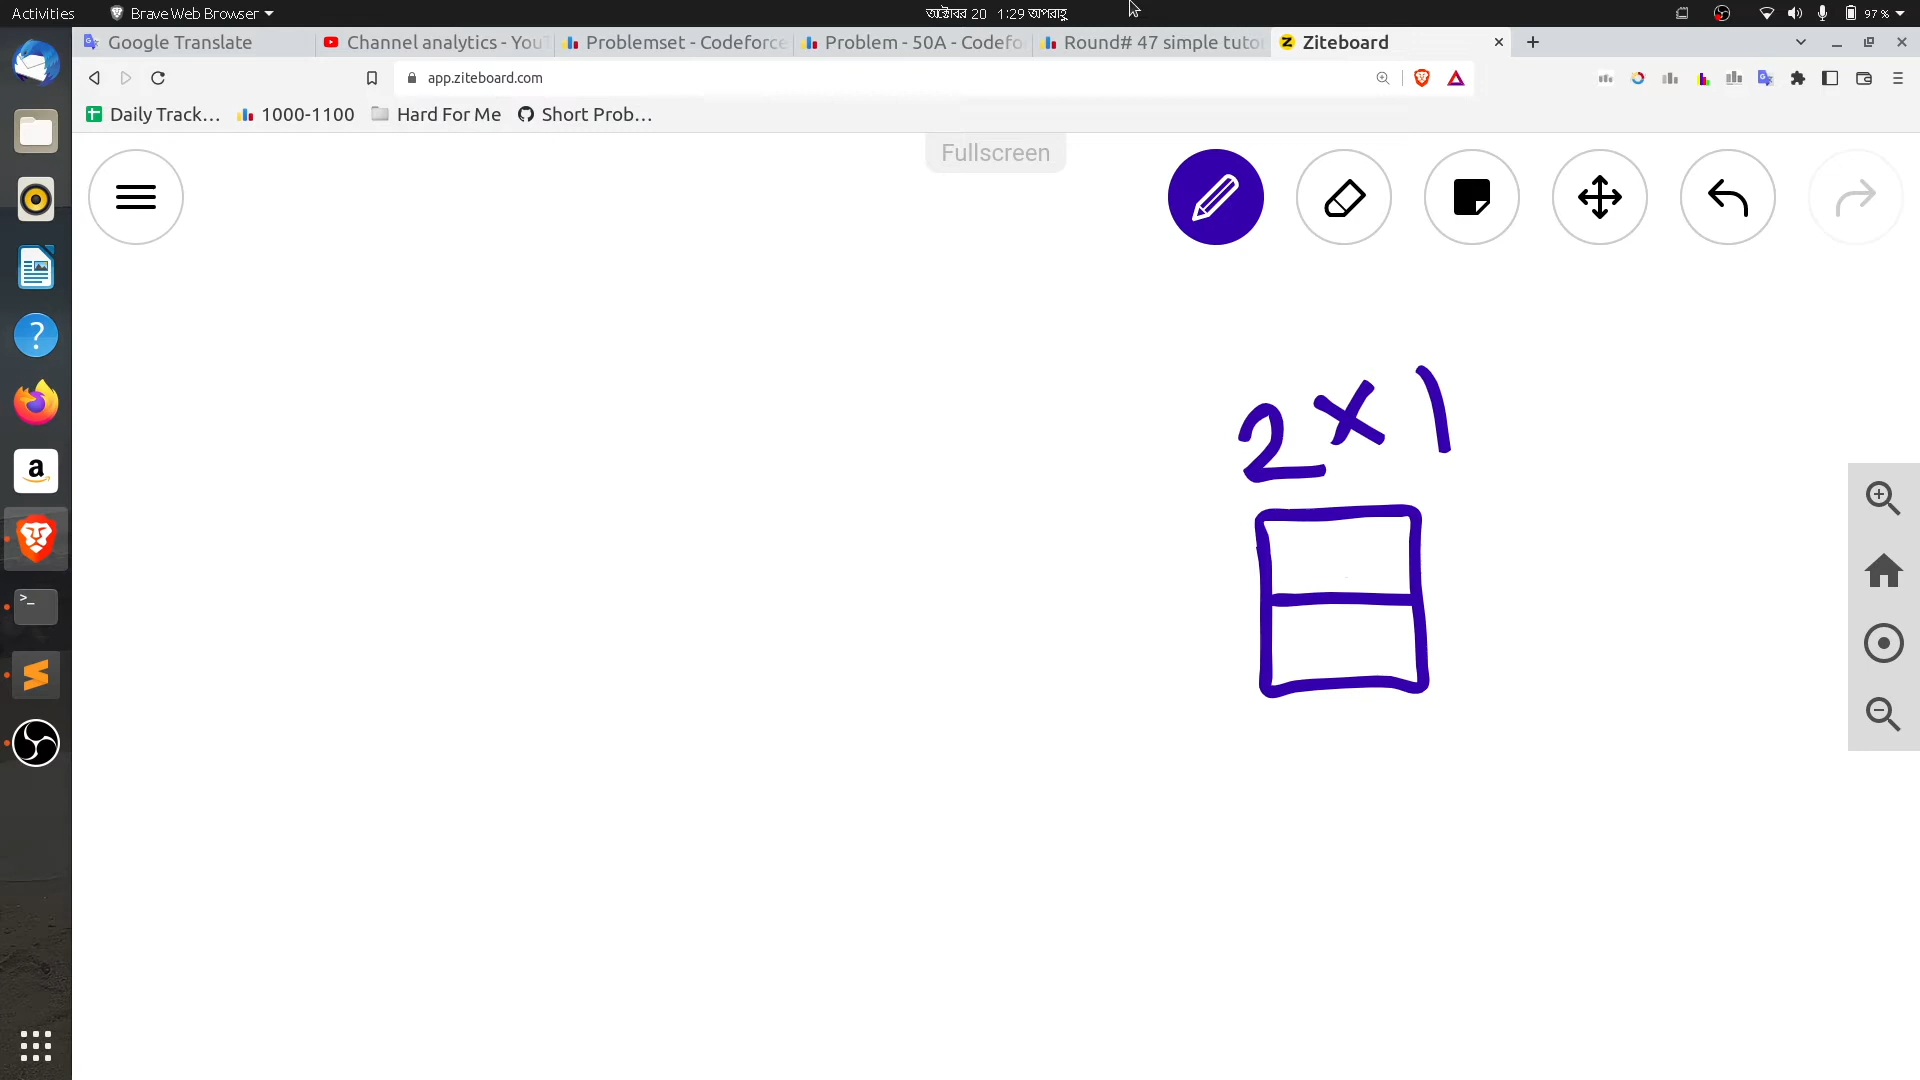 Activities
Brave Web Browser
অক্টোবর 20 1:29 অপরাহ্ণ
97 %
Google Translate
Channel analytics - YouT
Problemset - Codeforce
Problem - 50A - Codefo
Round# 47 simple tuto
Ziteboard
app.ziteboard.com
Daily Track...
1000-1100
Hard For Me
Short Prob...
Fullscreen
2 x 1